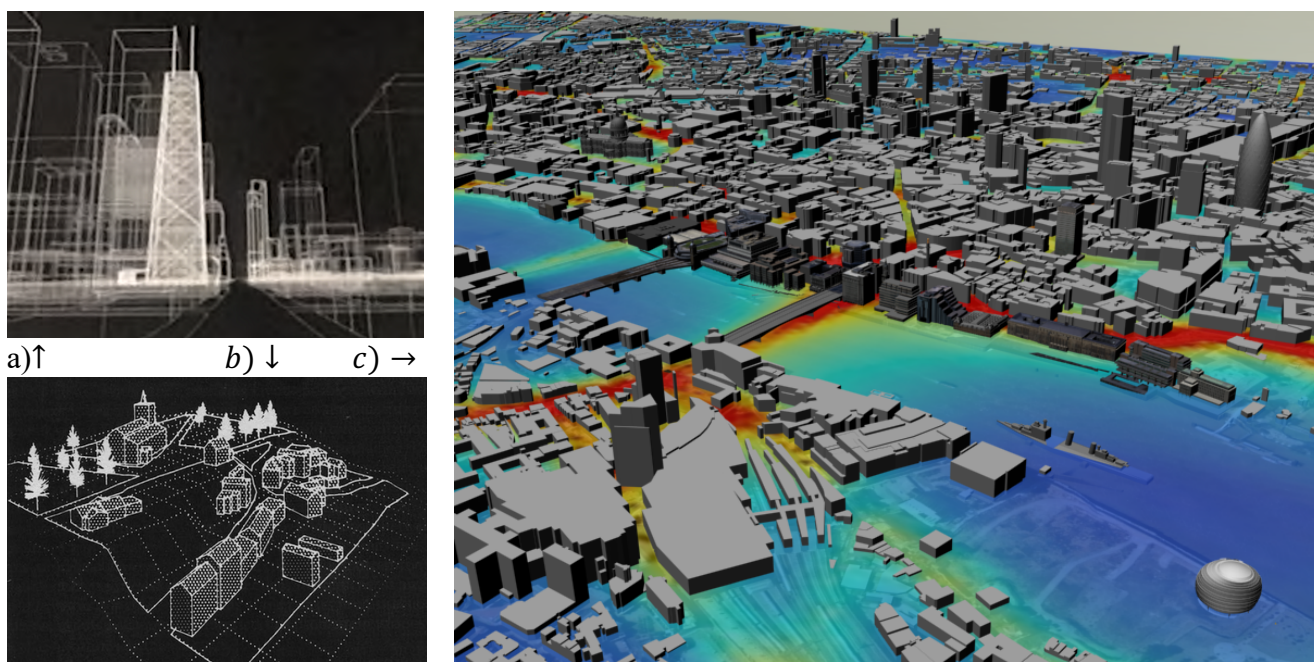 a)↑ b) ↓ c) →